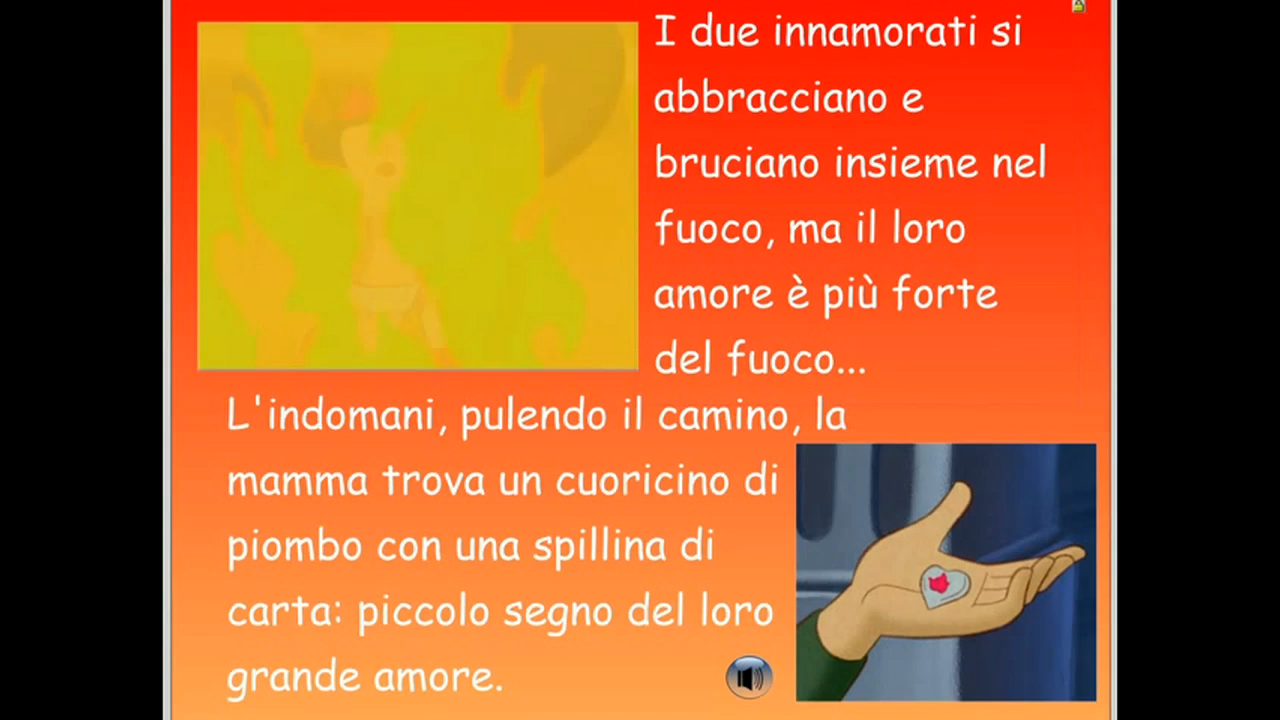 I due innamorati si
abbracciano e
bruciano insieme nel
fuoco, ma il loro
amore è più forte
del fuoco...
L'indomani, pulendo il camino, la
mamma trova un cuoricino di
piombo con una spillina di
carta: piccolo segno del loro
grande amore.